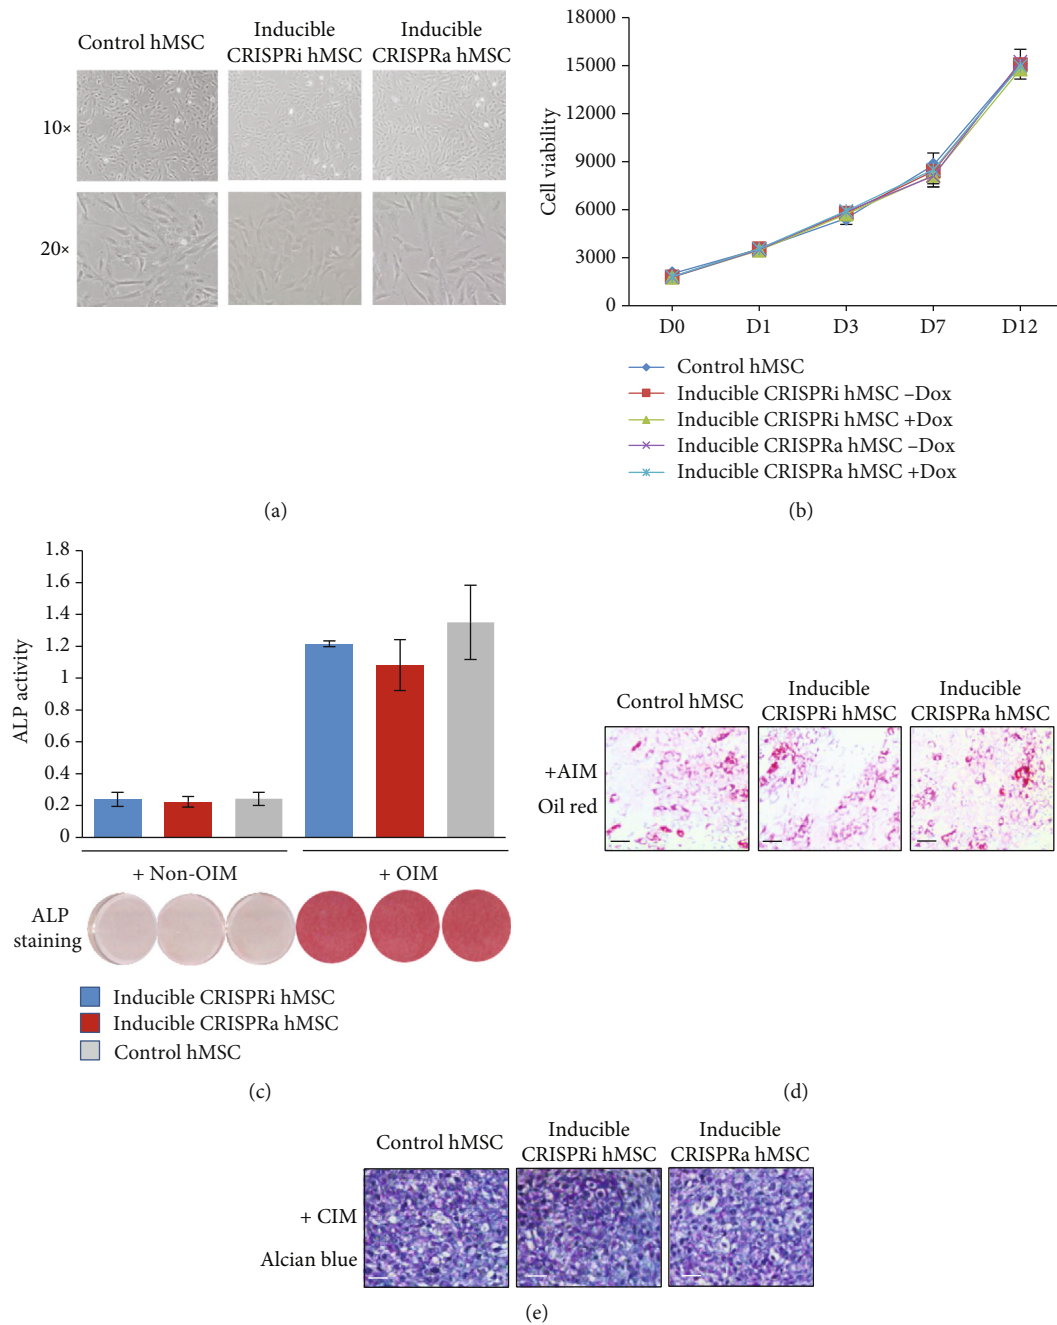 Control hMSC
Inducible
CRISPRi hMSC
Inducible
CRISPRa hMSC
10×
20×
(a)
18000
15000
12000
9000
6000
3000
0
Cell viability
D0 D1 D3 D7 D12
Control hMSC
Inducible CRISPRi hMSC –Dox
Inducible CRISPRi hMSC +Dox
Inducible CRISPRa hMSC –Dox
Inducible CRISPRa hMSC +Dox
(b)
1.8
1.6
1.4
1.2
1
0.8
0.6
0.4
0.2
0
ALP activity
+ Non-OIM + OIM
ALP
staining
Inducible CRISPRi hMSC
Inducible CRISPRa hMSC
Control hMSC
(c)
Control hMSC
Inducible
CRISPRi hMSC
Inducible
CRISPRa hMSC
+AIM
Oil red
(d)
Control hMSC
Inducible
CRISPRi hMSC
Inducible
CRISPRa hMSC
+ CIM
Alcian blue
(e)